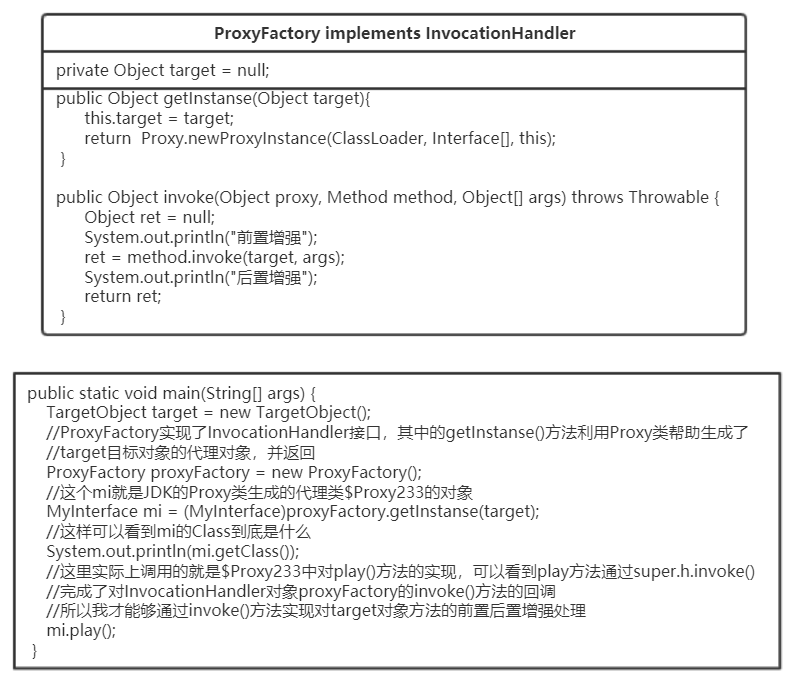 ProxyFactory implements InvocationHandler
private Object target = null;
public Object getInstanse(Object target){
this.target = target;
return  Proxy.newProxyInstance(ClassLoader, Interface[], this);
}
public Object invoke(Object proxy, Method method, Object[] args) throws Throwable {
Object ret = null;
System.out.println("前置增强");
ret = method.invoke(target, args);
System.out.println("后置增强");
return ret;
}
public static void main(String[] args) {
TargetObject target = new TargetObject();
//ProxyFactory实现了InvocationHandler接口，其中的getInstanse()方法利用Proxy类帮助生成了
//target目标对象的代理对象，并返回
ProxyFactory proxyFactory = new ProxyFactory();
//这个mi就是JDK的Proxy类生成的代理类$Proxy233的对象
MyInterface mi = (MyInterface)proxyFactory.getInstanse(target);
//这样可以看到mi的Class到底是什么
System.out.println(mi.getClass());
//这里实际上调用的就是$Proxy233中对play()方法的实现，可以看到play方法通过super.h.invoke()
//完成了对InvocationHandler对象proxyFactory的invoke()方法的回调
//所以我才能够通过invoke()方法实现对target对象方法的前置后置增强处理
mi.play();
}